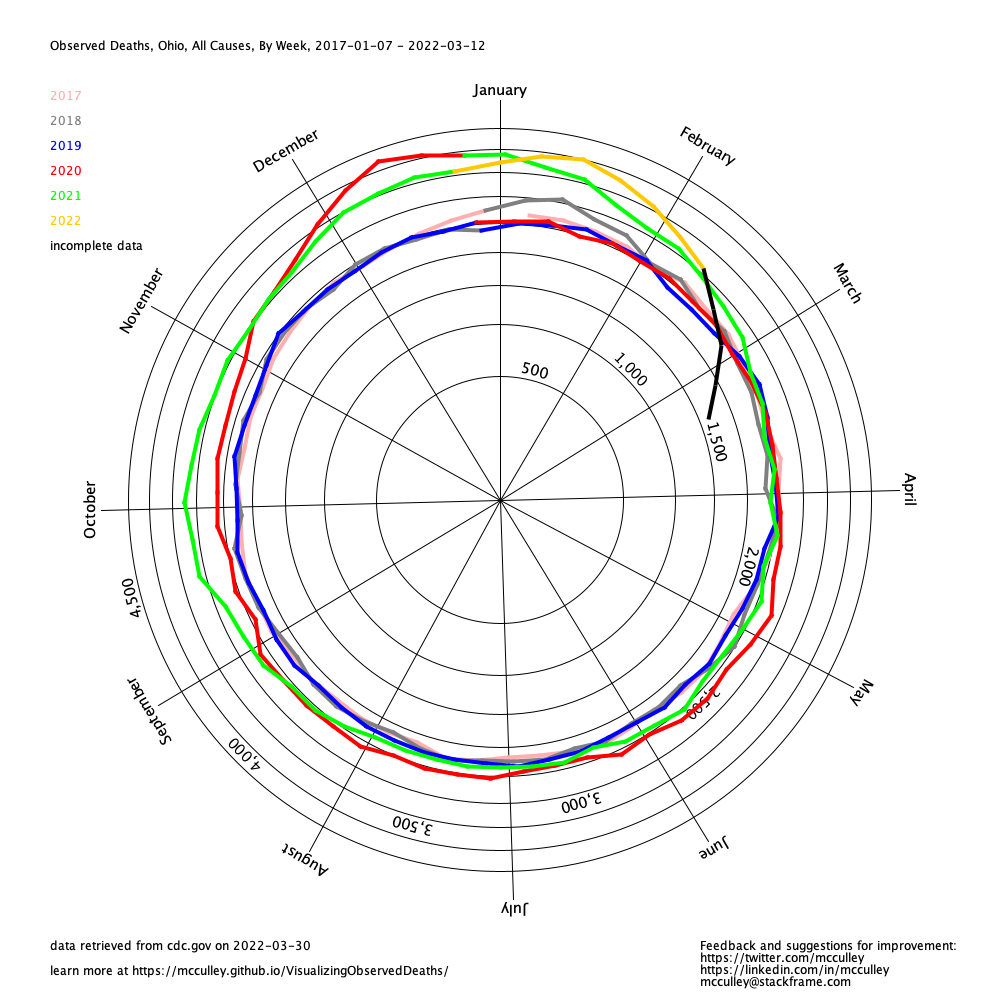 Observed Deaths, Ohio, All Causes, By Week, 2017-01-07 - 2022-03-12
2017
2018
2019
2020
2021
2022
incomplete data
January
February
March
April
May
June
July
August
September
October
November
December
500
1,000
1,500
2,000
2,500
3,000
3,500
4,000
4,500
data retrieved from cdc.gov on 2022-03-30
learn more at https://mcculley.github.io/VisualizingObservedDeaths/
Feedback and suggestions for improvement:
https://twitter.com/mcculley
https://linkedin.com/in/mcculley
mcculley@stackframe.com